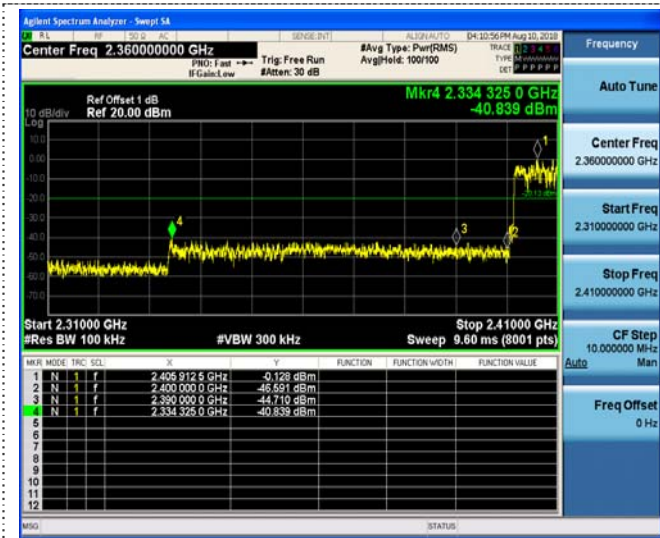 Agilent Spectrum Analyzer - Swept SA
RL RF 50 Ω AC SENSE:INT ALIGNAUTO 04:10:56 PM Aug 10, 2018
Center Freq 2.360000000 GHz #Avg Type: Pwr(RMS) TRACE 1 2 3 4 5 6
PNO: Fast Trig: Free Run Avg|Hold: 100/100 TYPE
IFGain:Low #Atten: 30 dB DET P P P P P P
Mkr4 2.334 325 0 GHz
-40.839 dBm
Ref Offset 1 dB
10 dB/div Ref 20.00 dBm
Log
10.0
0.00
-10.0
-20.0
-30.0
-40.0
-50.0
-60.0
-70.0
1
2
3
4
Start 2.31000 GHz Stop 2.41000 GHz
#Res BW 100 kHz #VBW 300 kHz Sweep 9.60 ms (8001 pts)
MKR MODE TRC SCL X Y FUNCTION FUNCTION WIDTH FUNCTION VALUE
1 N 1 f 2.405 912 5 GHz -0.128 dBm
2 N 1 f 2.400 000 0 GHz -46.591 dBm
3 N 1 f 2.390 000 0 GHz -44.710 dBm
4 N 1 f 2.334 325 0 GHz -40.839 dBm
5
6
7
8
9
10
11
12
MSG STATUS
Frequency
Auto Tune
Center Freq
2.360000000 GHz
Start Freq
2.310000000 GHz
Stop Freq
2.410000000 GHz
CF Step
10.000000 MHz
Auto Man
Freq Offset
0 Hz